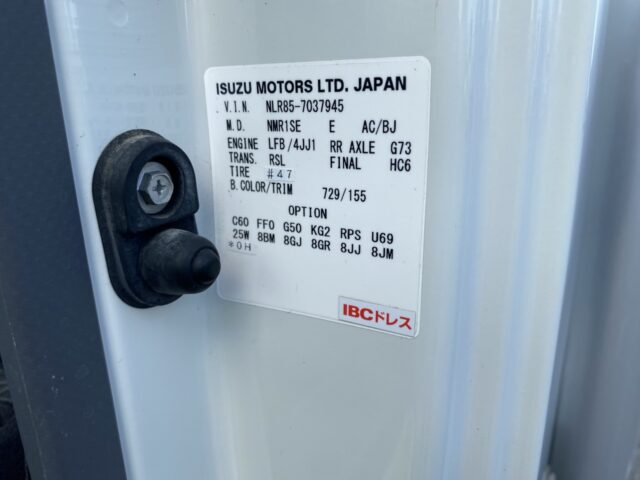 ISUZU MOTORS LTD. JAPAN
V.I.N. NLR85-7037945
M.D. NMR1SE E AC/BJ
ENGINE LFB/4JJ1 RR AXLE G73
TRANS. RSL FINAL HC6
TIRE #47
B.COLOR/TRIM 729/155
OPTION
C60 FF0 G50 KG2 RPS U69
25W 8BM 8GJ 8GR 8JJ 8JM
*0H
IBCドレス